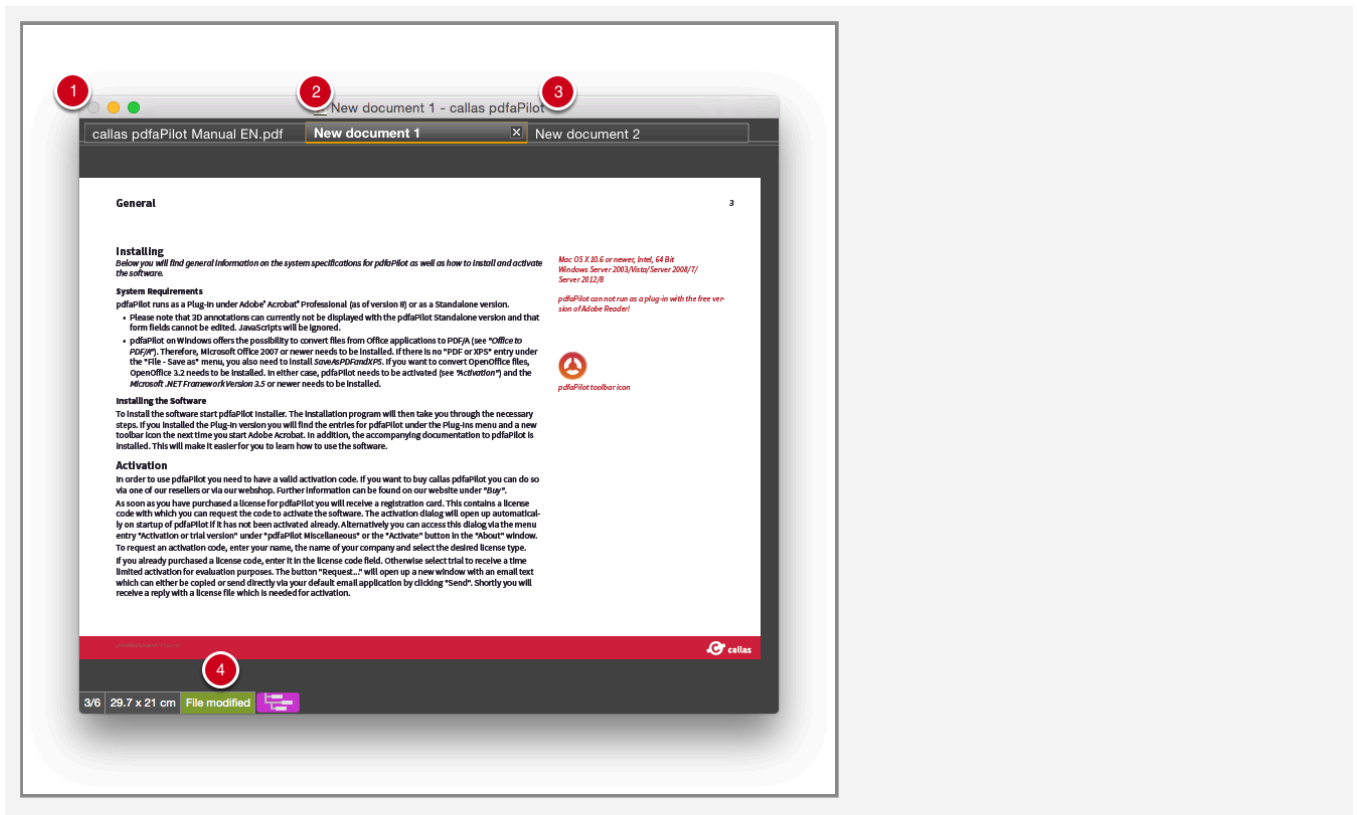 1
2
3
New document 1 - callas pdfaPilot
callas pdfaPilot Manual EN.pdf
New document 1
New document 2
General
3
Installing
Below you will find general information on the system specifications for pdfaPilot as well as how to install and activate
the software.
System Requirements
pdfaPilot runs as a Plug-In under Adobe® Acrobat® Professional (as of version 8) or as a Standalone version.
• Please note that 3D annotations can currently not be displayed with the pdfaPilot Standalone version and that
form fields cannot be edited. JavaScripts will be ignored.
• pdfaPilot on Windows offers the possibility to convert files from Office applications to PDF/A (see "Office to
PDF/A"). Therefore, Microsoft Office 2007 or newer needs to be installed. If there is no "PDF or XPS" entry under
the "File - Save as" menu, you also need to install SaveAsPDFandXPS. If you want to convert OpenOffice files,
OpenOffice 3.2 needs to be installed. In either case, pdfaPilot needs to be activated (see "Activation") and the
Microsoft .NET Framework Version 3.5 or newer needs to be installed.
Installing the Software
To install the software start pdfaPilot Installer. The installation program will then take you through the necessary
steps. If you installed the Plug-In version you will find the entries for pdfaPilot under the Plug-Ins menu and a new
toolbar icon the next time you start Adobe Acrobat. In addition, the accompanying documentation to pdfaPilot is
installed. This will make it easier for you to learn how to use the software.
Activation
In order to use pdfaPilot you need to have a valid activation code. If you want to buy callas pdfaPilot you can do so
via one of our resellers or via our webshop. Further information can be found on our website under "Buy".
As soon as you have purchased a license for pdfaPilot you will receive a registration card. This contains a license
code with which you can request the code to activate the software. The activation dialog will open up automatical-
ly on startup of pdfaPilot if it has not been activated already. Alternatively you can access this dialog via the menu
entry "Activation or trial version" under "pdfaPilot Miscellaneous" or the "Activate" button in the "About" window.
To request an activation code, enter your name, the name of your company and select the desired license type.
If you already purchased a license code, enter it in the license code field. Otherwise select trial to receive a time
limited activation for evaluation purposes. The button "Request..." will open up a new window with an email text
which can either be copied or send directly via your default email application by clicking "Send". Shortly you will
receive a reply with a license file which is needed for activation.
Mac OS X 10.6 or newer, Intel, 64 Bit
Windows Server 2003/Vista/Server 2008/7/
Server 2012/8
pdfaPilot can not run as a plug-in with the free ver-
sion of Adobe Reader!
pdfaPilot toolbar icon
callas
4
3/6
29.7 x 21 cm
File modified